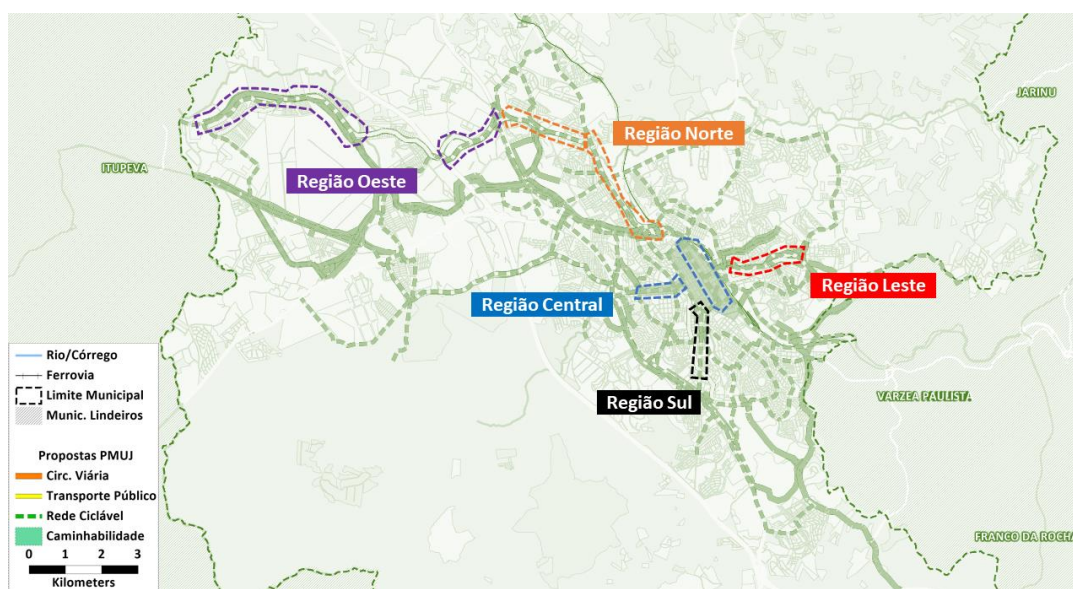 JARINU
Região Norte
ITUPEVA
Região Oeste
Região Leste
Região Central
Região Sul
VARZEA PAULISTA
FRANCO DA ROCHA
Rio/Córrego
Ferrovia
Limite Municipal
Munic. Lindeiros
Propostas PMUJ
Circ. Viária
Transporte Público
Rede Ciclável
Caminhabilidade
0 1 2 3
Kilometers